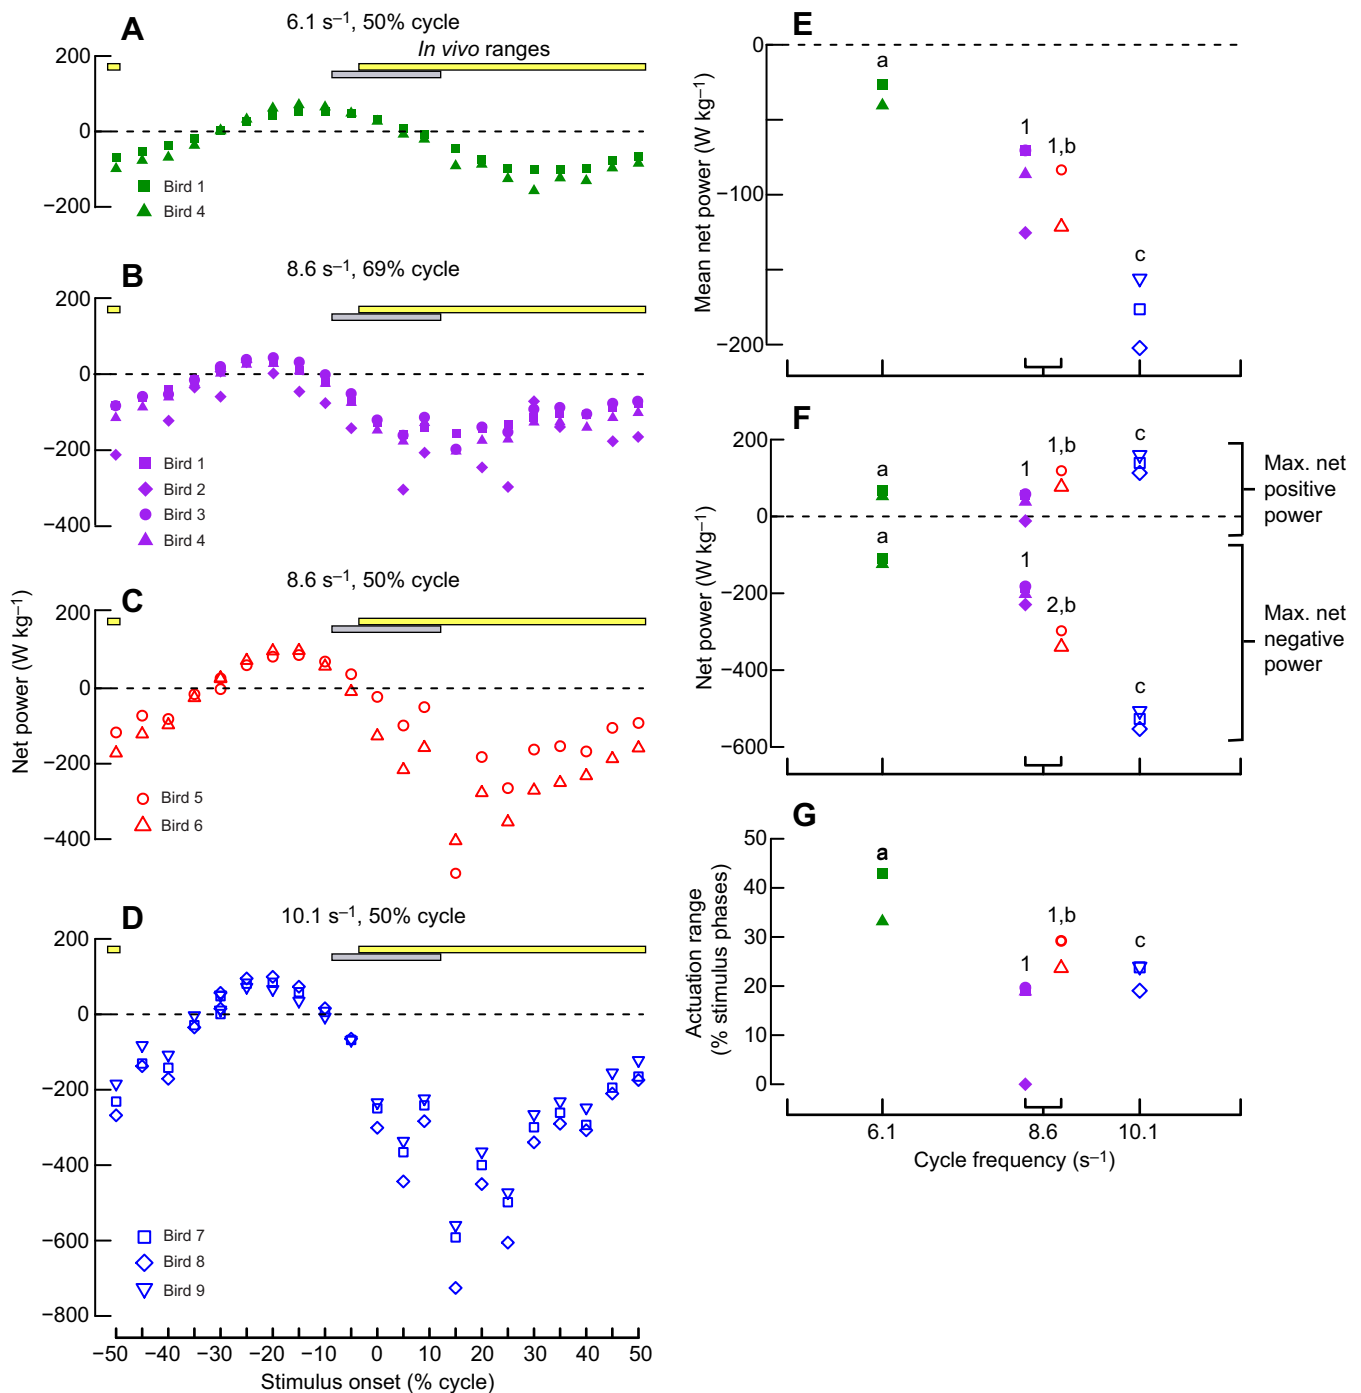 A
6.1 s⁻¹, 50% cycle
In vivo ranges
200
0
−200
Bird 1
Bird 4
B
8.6 s⁻¹, 69% cycle
200
0
−200
−400
Bird 1
Bird 2
Bird 3
Bird 4
C
8.6 s⁻¹, 50% cycle
200
0
−200
−400
Bird 5
Bird 6
Net power (W kg⁻¹)
D
10.1 s⁻¹, 50% cycle
200
0
−200
−400
−600
−800
Bird 7
Bird 8
Bird 9
−50 −40 −30 −20 −10 0 10 20 30 40 50
Stimulus onset (% cycle)
E
0
−100
−200
Mean net power (W kg⁻¹)
a
1
1,b
c
F
200
0
−200
−400
−600
Net power (W kg⁻¹)
a
1
1,b
c
a
1
2,b
c
Max. net
positive
power
Max. net
negative
power
G
50
40
30
20
10
0
Actuation range
(% stimulus phases)
a
1
1,b
c
6.1 8.6 10.1
Cycle frequency (s⁻¹)